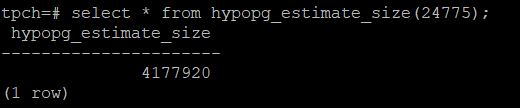 tpch=# select * from hypopg_estimate_size(24775);
 hypopg_estimate_size
----------------------
              4177920
(1 row)